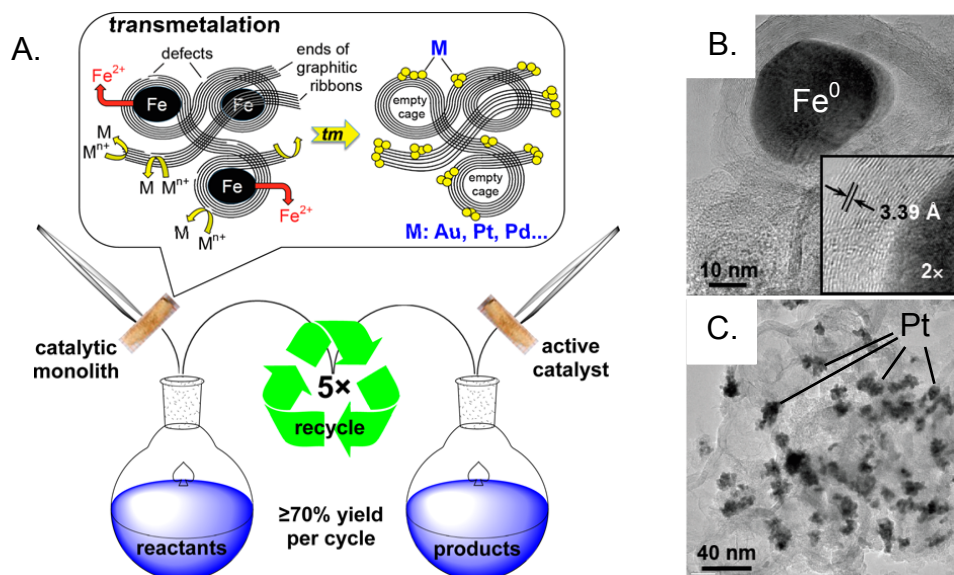 A.
transmetalation
defects
ends of
graphitic
ribbons
Fe²⁺
Fe
Fe
M
Mⁿ⁺
M
Mⁿ⁺
Fe
Fe²⁺
M
Mⁿ⁺
tm
M
empty
cage
empty
cage
M: Au, Pt, Pd...
catalytic
monolith
5×
recycle
active
catalyst
reactants
≥70% yield
per cycle
products
B.
Fe⁰
3.39 Å
10 nm
2×
C.
Pt
40 nm